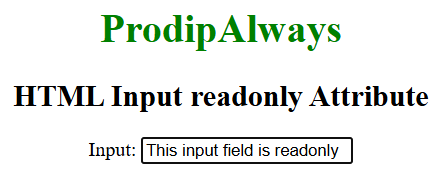 ProdipAlways
HTML Input readonly Attribute
Input: This input field is readonly